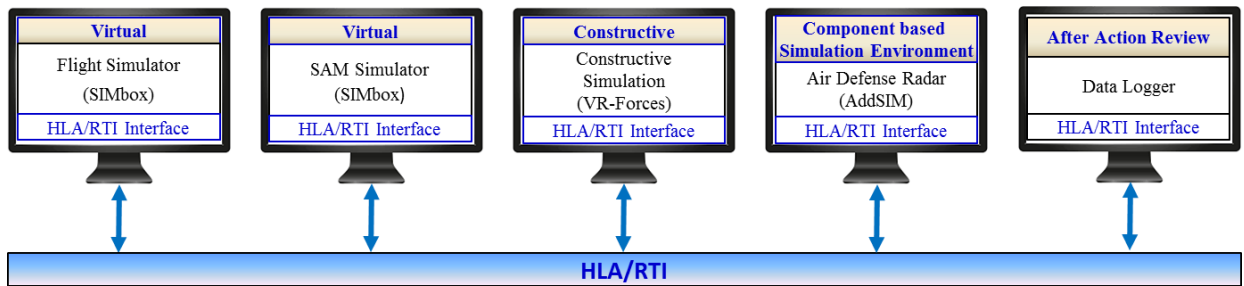 Virtual
Flight Simulator
(SIMbox)
HLA/RTI Interface
Virtual
SAM Simulator
(SIMbox)
HLA/RTI Interface
Constructive
Constructive
Simulation
(VR-Forces)
HLA/RTI Interface
Component based
Simulation Environment
Air Defense Radar
(AddSIM)
HLA/RTI Interface
After Action Review
Data Logger
HLA/RTI Interface
HLA/RTI